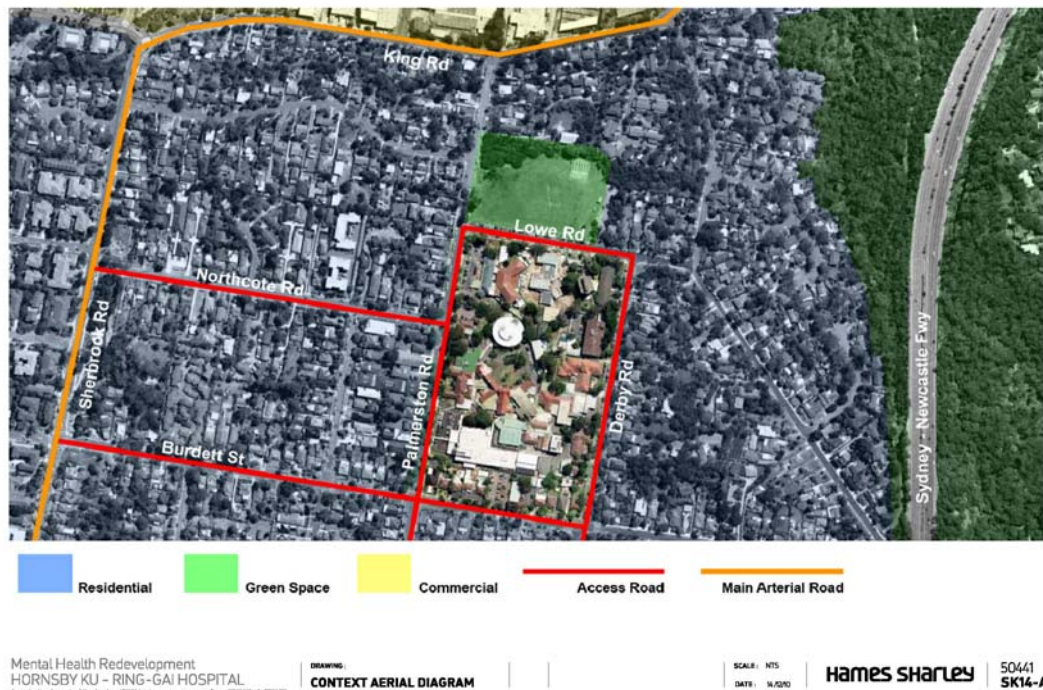 King Rd
Lowe Rd
Northcote Rd
Sherbrook Rd
Palmerston Rd
Derby Rd
Burdett St
Sydney - Newcastle Fwy
Residential
Green Space
Commercial
Access Road
Main Arterial Road
Mental Health Redevelopment
HORNSBY KU - RING-GAI HOSPITAL
DRAWING:
CONTEXT AERIAL DIAGRAM
SCALE: NTS
DATE:
HAMES SHARLEY
50441
SK14-A